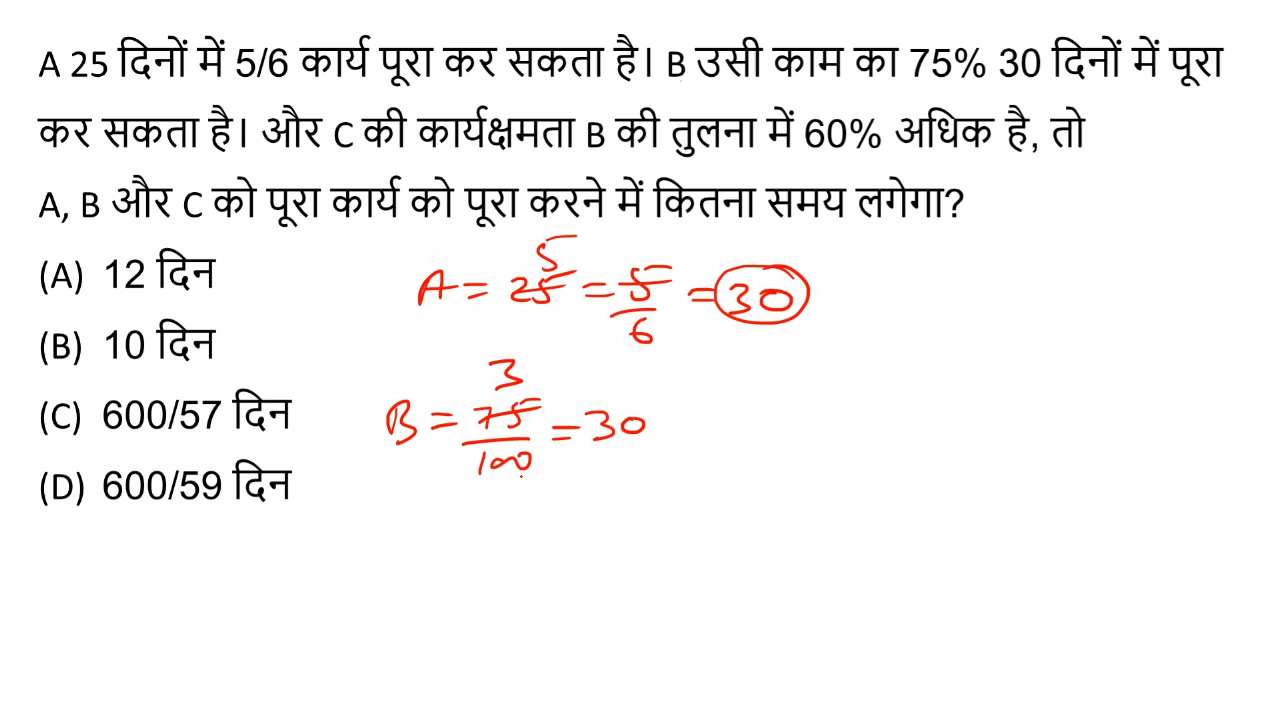 A 25 दिनों में 5/6 कार्य पूरा कर सकता है। B उसी काम का 75% 30 दिनों में पूरा
कर सकता है। और C की कार्यक्षमता B की तुलना में 60% अधिक है, तो
A, B और C को पूरा कार्य को पूरा करने में कितना समय लगेगा?
(A) 12 दिन
(B) 10 दिन
(C) 600/57 दिन
(D) 600/59 दिन
5
A = 25 = 5/6 = 30
3
B = 75/100 = 30